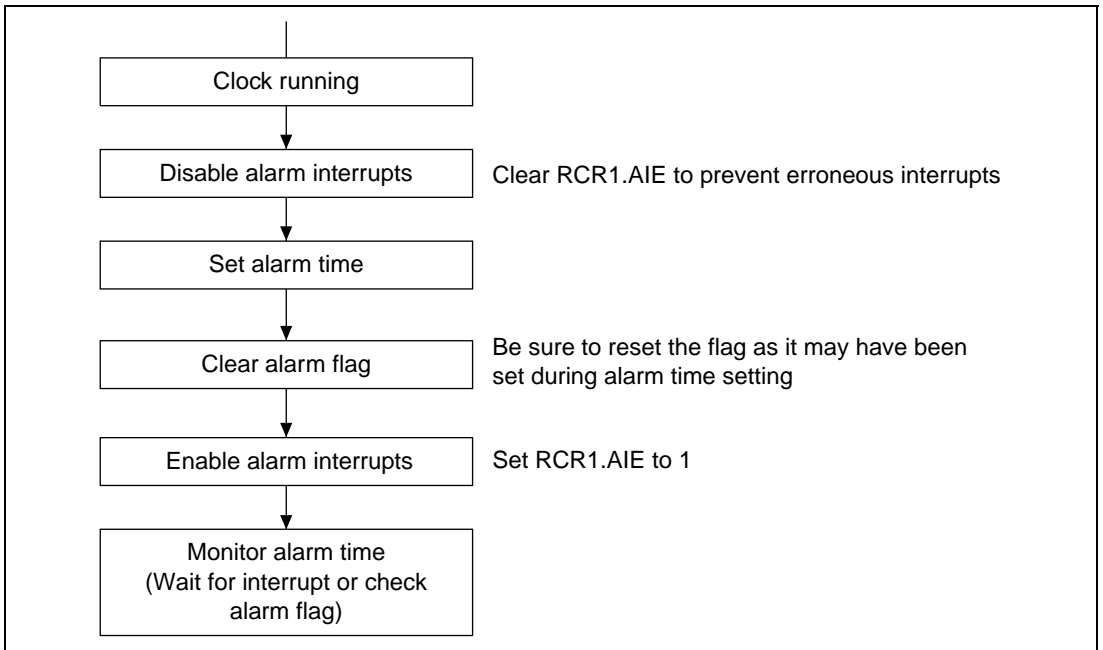 Clock running
Disable alarm interrupts
Clear RCR1.AIE to prevent erroneous interrupts
Set alarm time
Clear alarm flag
Be sure to reset the flag as it may have been
set during alarm time setting
Enable alarm interrupts
Set RCR1.AIE to 1
Monitor alarm time
(Wait for interrupt or check
alarm flag)